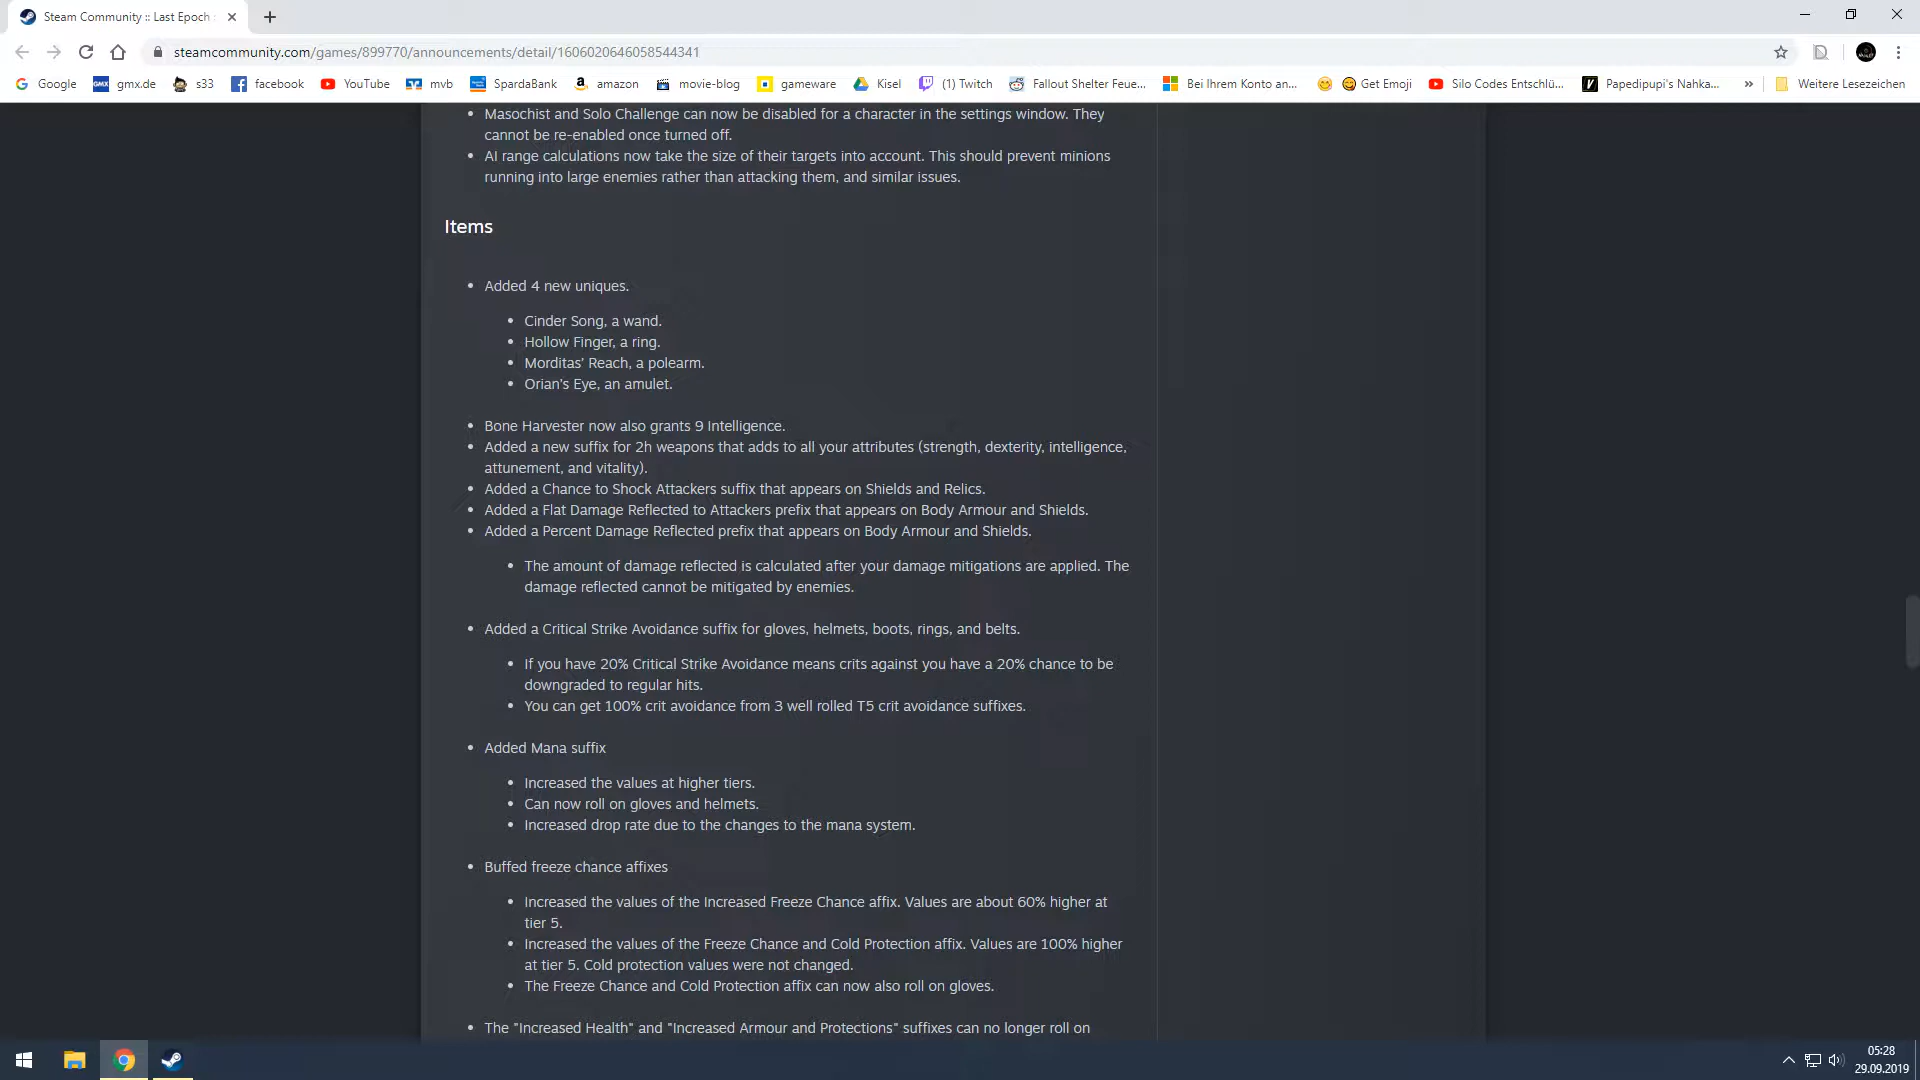 Steam Community :: Last Epoch
steamcommunity.com/games/899770/announcements/detail/1606020646058544341
Google gmx.de s33 facebook YouTube mvb SpardaBank amazon movie-blog gameware Kisel (1) Twitch Fallout Shelter Feue... Bei Ihrem Konto an... Get Emoji Silo Codes Entschlü... Papedipupi's Nahka... » Weitere Lesezeichen
• Masochist and Solo Challenge can now be disabled for a character in the settings window. They
cannot be re-enabled once turned off.
• AI range calculations now take the size of their targets into account. This should prevent minions
running into large enemies rather than attacking them, and similar issues.
Items
• Added 4 new uniques.
• Cinder Song, a wand.
• Hollow Finger, a ring.
• Morditas' Reach, a polearm.
• Orian's Eye, an amulet.
• Bone Harvester now also grants 9 Intelligence.
• Added a new suffix for 2h weapons that adds to all your attributes (strength, dexterity, intelligence,
attunement, and vitality).
• Added a Chance to Shock Attackers suffix that appears on Shields and Relics.
• Added a Flat Damage Reflected to Attackers prefix that appears on Body Armour and Shields.
• Added a Percent Damage Reflected prefix that appears on Body Armour and Shields.
• The amount of damage reflected is calculated after your damage mitigations are applied. The
damage reflected cannot be mitigated by enemies.
• Added a Critical Strike Avoidance suffix for gloves, helmets, boots, rings, and belts.
• If you have 20% Critical Strike Avoidance means crits against you have a 20% chance to be
downgraded to regular hits.
• You can get 100% crit avoidance from 3 well rolled T5 crit avoidance suffixes.
• Added Mana suffix
• Increased the values at higher tiers.
• Can now roll on gloves and helmets.
• Increased drop rate due to the changes to the mana system.
• Buffed freeze chance affixes
• Increased the values of the Increased Freeze Chance affix. Values are about 60% higher at
tier 5.
• Increased the values of the Freeze Chance and Cold Protection affix. Values are 100% higher
at tier 5. Cold protection values were not changed.
• The Freeze Chance and Cold Protection affix can now also roll on gloves.
• The "Increased Health" and "Increased Armour and Protections" suffixes can no longer roll on
05:28
29.09.2019